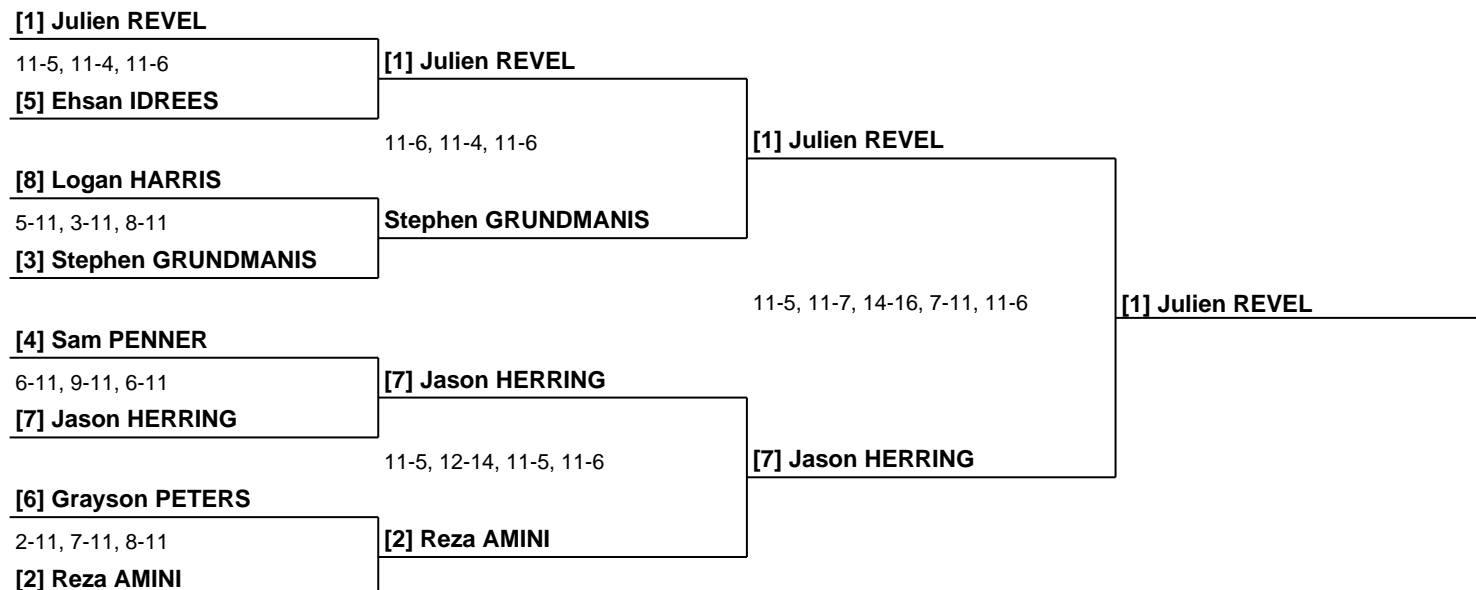 [1] Julien REVEL
11-5, 11-4, 11-6
[5] Ehsan IDREES
[1] Julien REVEL
11-6, 11-4, 11-6
[8] Logan HARRIS
5-11, 3-11, 8-11
[3] Stephen GRUNDMANIS
Stephen GRUNDMANIS
[1] Julien REVEL
11-5, 11-7, 14-16, 7-11, 11-6
[1] Julien REVEL
[4] Sam PENNER
6-11, 9-11, 6-11
[7] Jason HERRING
[7] Jason HERRING
11-5, 12-14, 11-5, 11-6
[7] Jason HERRING
[6] Grayson PETERS
2-11, 7-11, 8-11
[2] Reza AMINI
[2] Reza AMINI